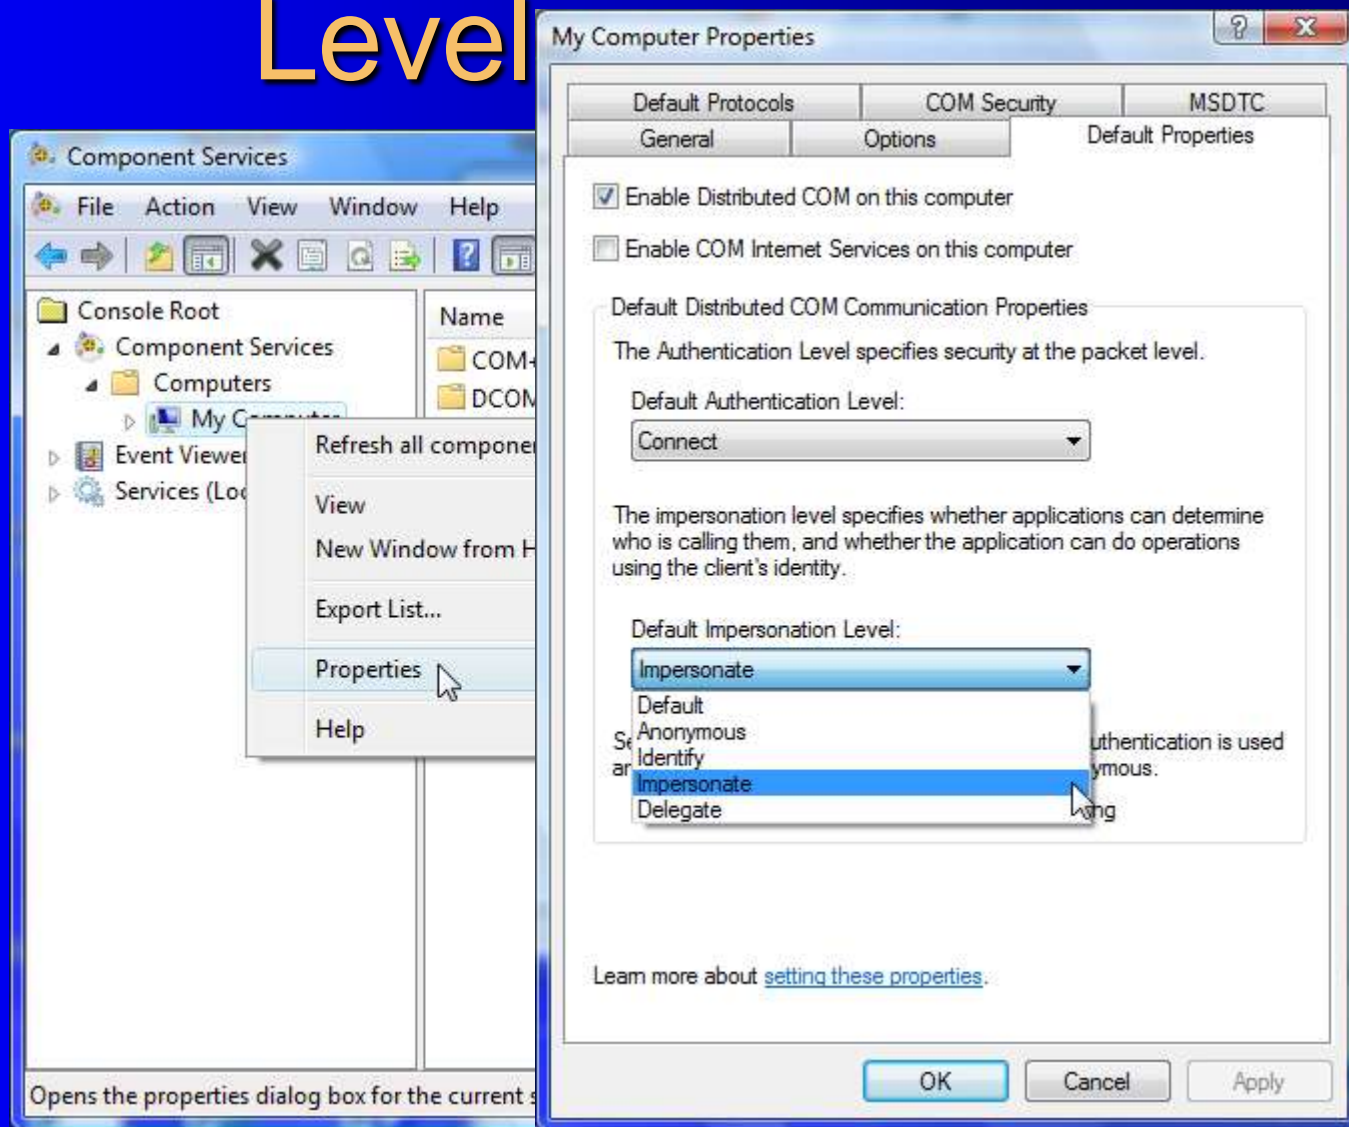 Level
Component Services
File Action View Window Help
Console Root
Component Services
Computers
My Computer
Event Viewer
Services (Loc
Name
COM+
DCOM
Refresh all compone
View
New Window from H
Export List...
Properties
Help
Opens the properties dialog box for the current s
My Computer Properties
Default Protocols COM Security MSDTC
General Options Default Properties
Enable Distributed COM on this computer
Enable COM Internet Services on this computer
Default Distributed COM Communication Properties
The Authentication Level specifies security at the packet level.
Default Authentication Level:
Connect
The impersonation level specifies whether applications can determine
who is calling them, and whether the application can do operations
using the client's identity.
Default Impersonation Level:
Impersonate
Default
Anonymous
Identify
Impersonate
Delegate
uthentication is used
ymous.
Learn more about setting these properties.
OK Cancel Apply